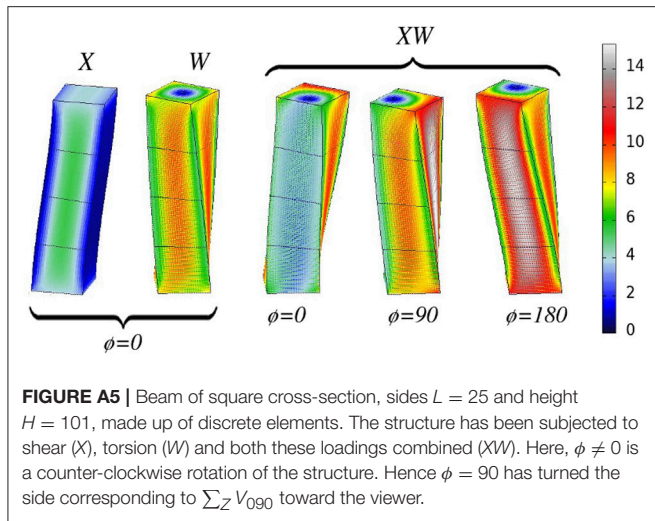 X W XW
14
12
10
8
6
4
2
0
ϕ=0 ϕ=90 ϕ=180
ϕ=0
FIGURE A5 | Beam of square cross-section, sides L = 25 and height
H = 101, made up of discrete elements. The structure has been subjected to
shear (X), torsion (W) and both these loadings combined (XW). Here, ϕ ≠ 0 is
a counter-clockwise rotation of the structure. Hence ϕ = 90 has turned the
side corresponding to ∑Z V090 toward the viewer.